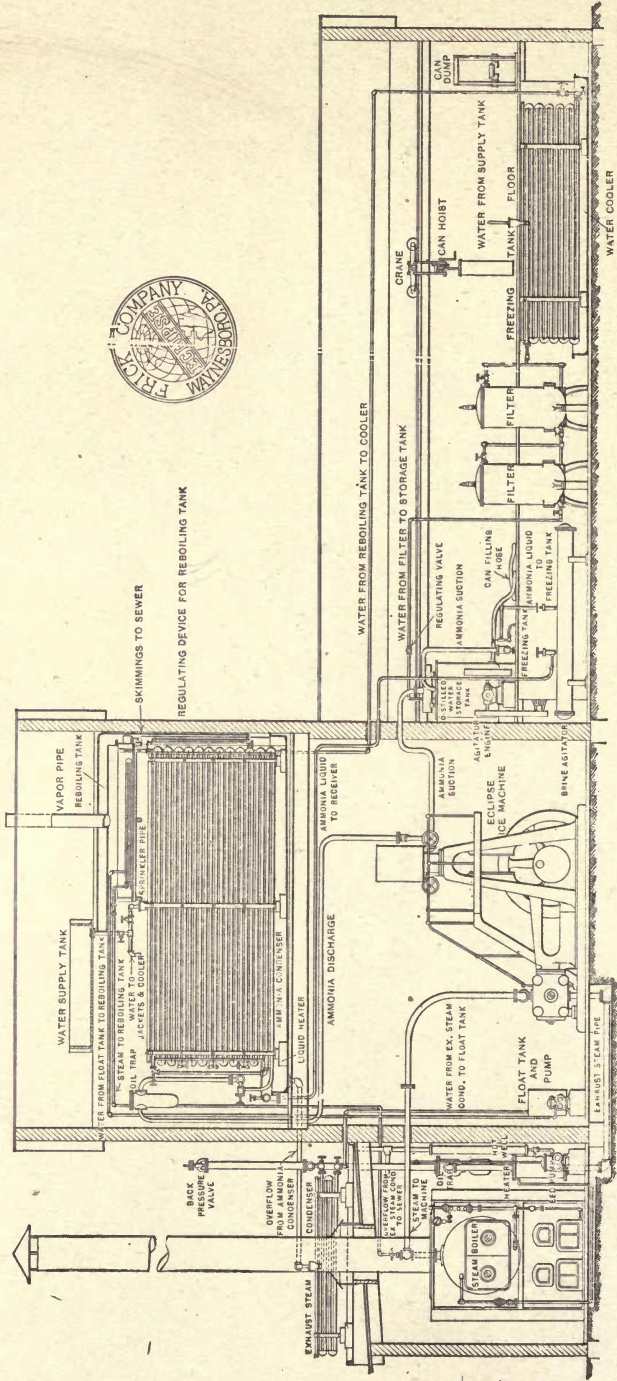 FRICK COMPANY
ECLIPSE
WAYNESBORO, PA.
WATER SUPPLY TANK
VAPOR PIPE
REBOILING TANK
SKIMMINGS TO SEWER
REGULATING DEVICE FOR REBOILING TANK
WATER FROM FLOAT TANK TO REBOILING TANK
STEAM TO REBOILING TANK
SPRINKLER PIPE
WATER TO
JACKETS & COOLER
OIL TRAP
AMMONIA CONDENSER
LIQUID HEATER
BACK
PRESSURE
VALVE
OVERFLOW
FROM AMMONIA
CONDENSER
EXHAUST STEAM
CONDENSER
AMMONIA DISCHARGE
AMMONIA LIQUID
TO RECEIVER
WATER FROM REBOILING TANK TO COOLER
WATER FROM FILTER TO STORAGE TANK
REGULATING VALVE
AMMONIA SUCTION
CRANE
CAN HOIST
CAN
DUMP
WATER FROM SUPPLY TANK
FREEZING TANK FLOOR
WATER COOLER
FILTER
FILTER
CAN FILLING
HOSE
AMMONIA LIQUID
TO
FREEZING TANK
FREEZING TANK
DISTILLED
WATER
STORAGE
TANK
AGITATOR
ENGINE
BRINE AGITATOR
AMMONIA
SUCTION
ECLIPSE
ICE MACHINE
WATER FROM EX. STEAM
COND. TO FLOAT TANK
FLOAT TANK
AND
PUMP
EXHAUST STEAM PIPE
OVERFLOW FROM
EX STEAM COND
TO SEWER
STEAM TO
MACHINE
HEATER
STEAM BOILER